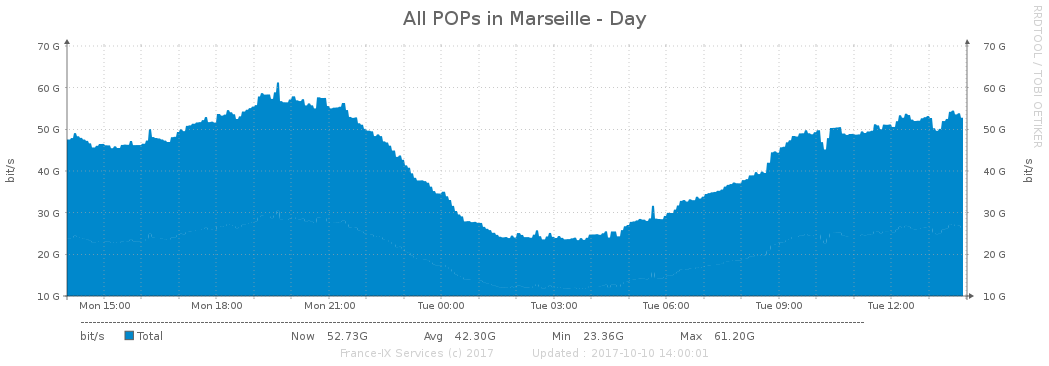 All POPs in Marseille - Day
RRDTOOL / TOBI OETIKER
70 G 70 G
60 G 60 G
50 G 50 G
40 G 40 G
30 G 30 G
20 G 20 G
10 G 10 G
bit/s
bit/s
Mon 15:00 Mon 18:00 Mon 21:00 Tue 00:00 Tue 03:00 Tue 06:00 Tue 09:00 Tue 12:00
bit/s Total Now 52.73G Avg 42.30G Min 23.36G Max 61.20G
France-IX Services (c) 2017 Updated : 2017-10-10 14:00:01